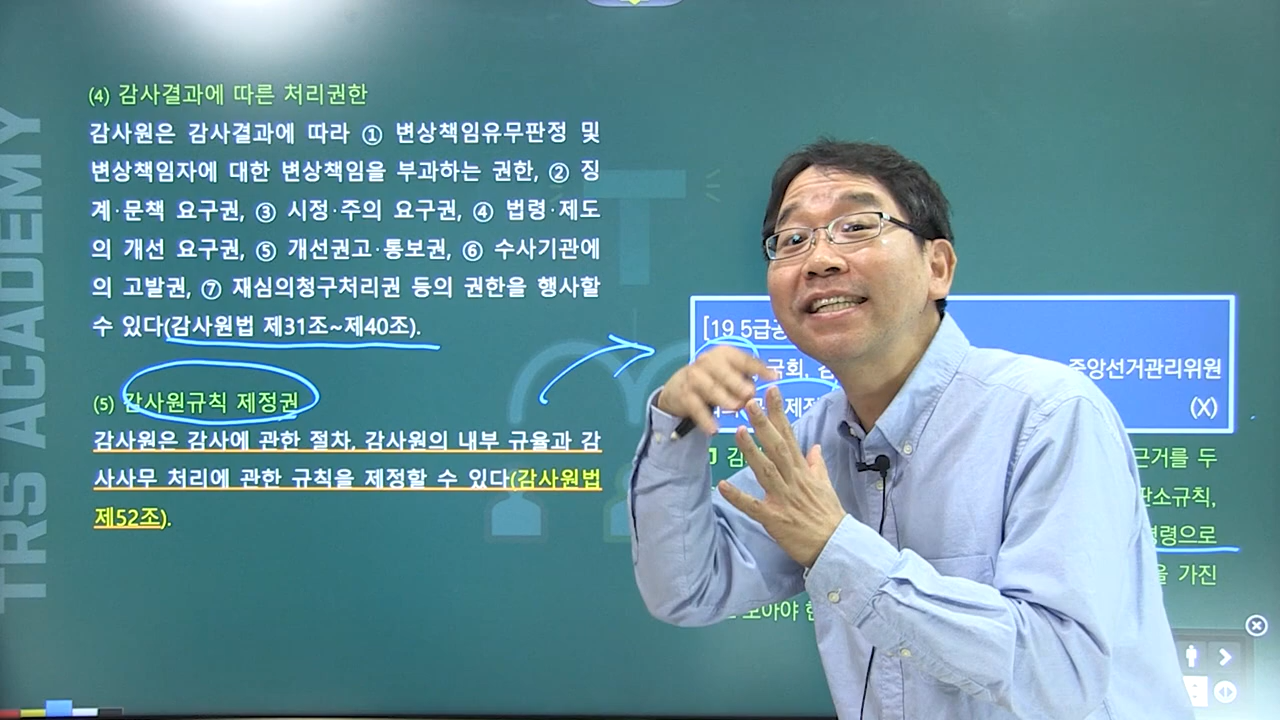 TRS ACADEMY
(4) 감사결과에 따른 처리권한
감사원은 감사결과에 따라 ① 변상책임유무판정 및
변상책임자에 대한 변상책임을 부과하는 권한, ② 징
계·문책 요구권, ③ 시정·주의 요구권, ④ 법령·제도
의 개선 요구권, ⑤ 개선권고·통보권, ⑥ 수사기관에
의 고발권, ⑦ 재심의청구처리권 등의 권한을 행사할
수 있다(감사원법 제31조~제40조).
(5) 감사원규칙 제정권
감사원은 감사에 관한 절차, 감사원의 내부 규율과 감
사사무 처리에 관한 규칙을 제정할 수 있다(감사원법
제52조).
[19 5급공
국회, 중앙선거관리위원
제정 (X)
근거를 두
판소규칙,
명령으로
가진
모아야